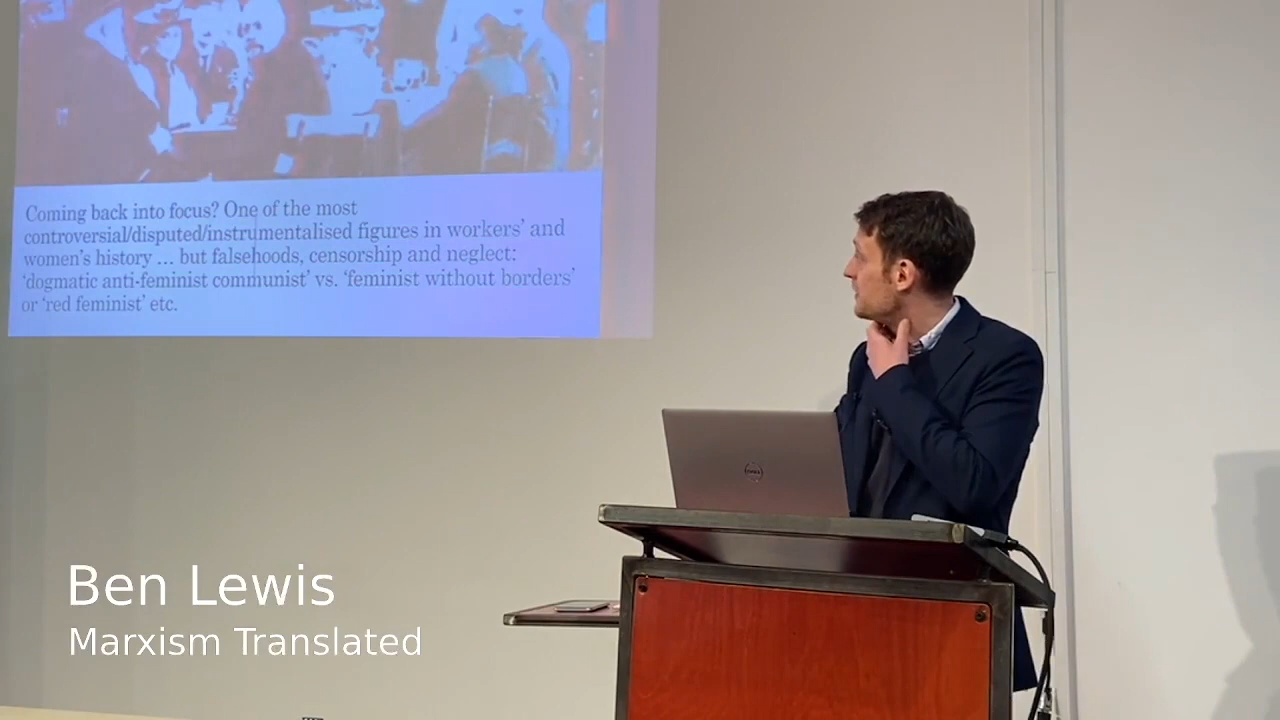 Coming back into focus? One of the most
controversial/disputed/instrumentalised figures in workers’ and
women’s history … but falsehoods, censorship and neglect:
‘dogmatic anti-feminist communist’ vs. ‘feminist without borders’
or ‘red feminist’ etc.
DELL
Ben Lewis
Marxism Translated